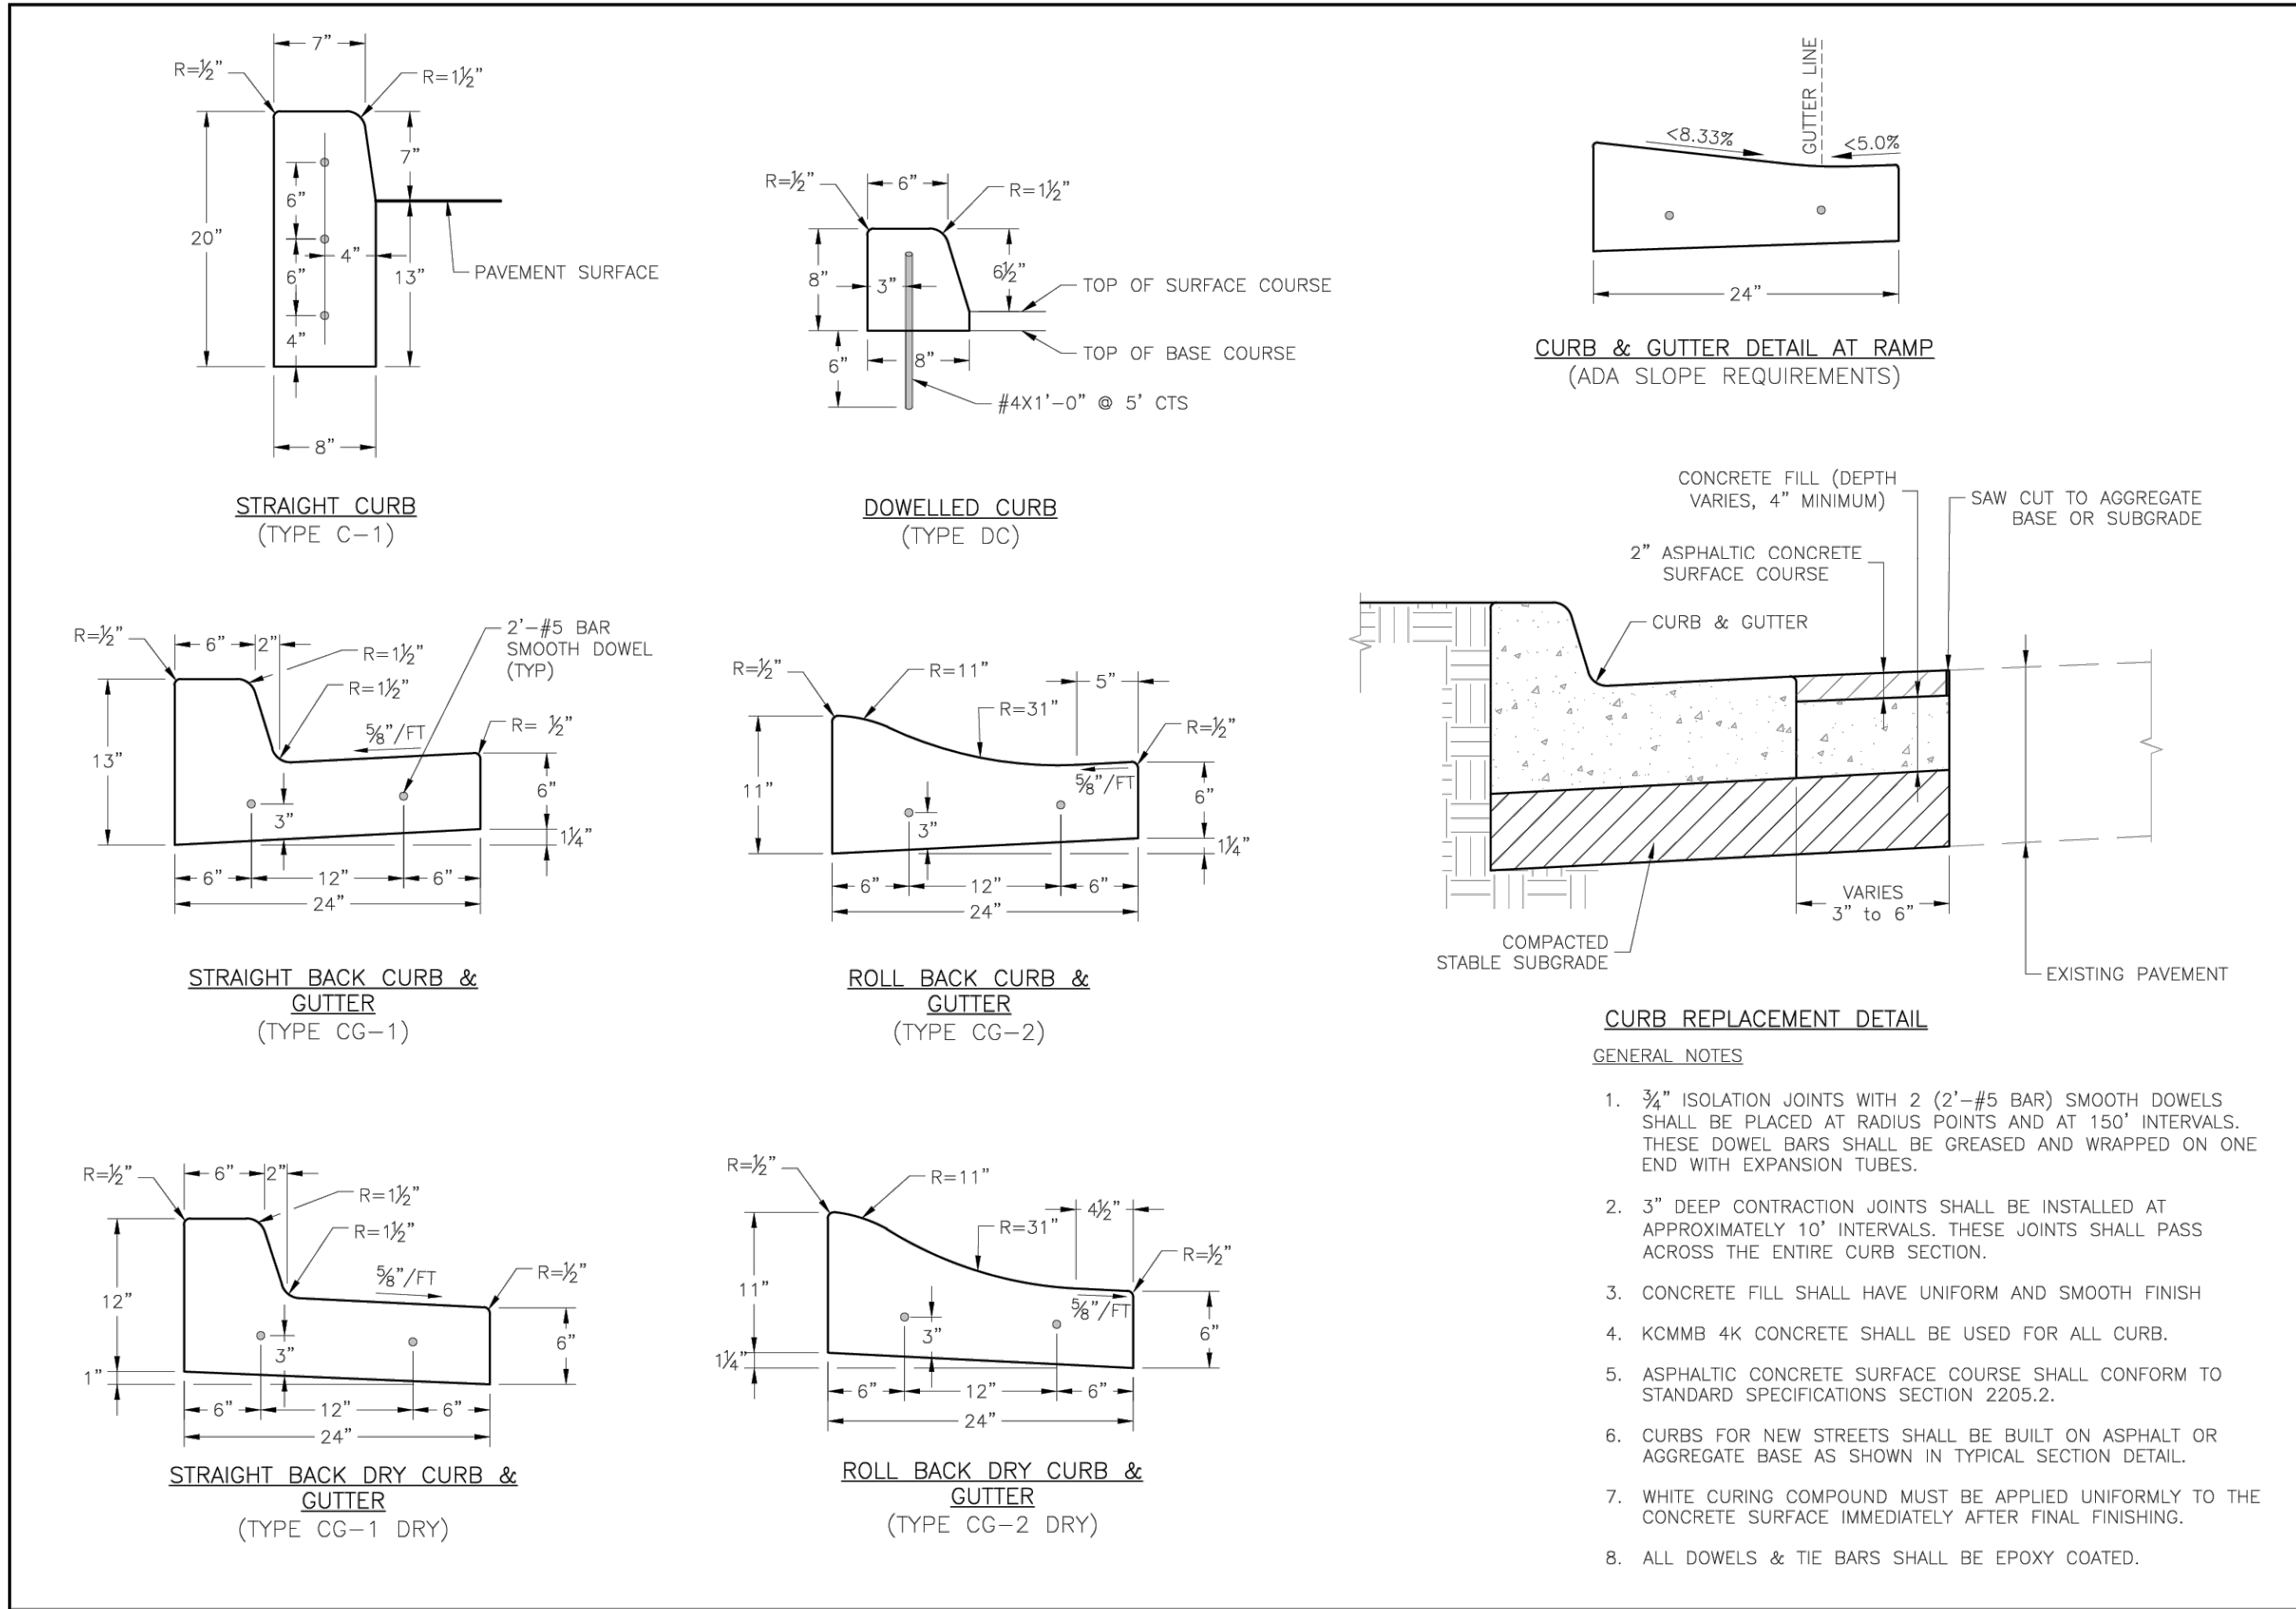 7”
R=½”
R=1½”
7”
6”
20”
4”
6”
13”
4”
PAVEMENT SURFACE
8”
STRAIGHT CURB
(TYPE C-1)
R=½”
6”
R=1½”
8”
3”
6½”
TOP OF SURFACE COURSE
TOP OF BASE COURSE
6”
8”
#4X1’-0” @ 5’ CTS
DOWELLED CURB
(TYPE DC)
GUTTER LINE
<8.33%
<5.0%
24”
CURB & GUTTER DETAIL AT RAMP
(ADA SLOPE REQUIREMENTS)
R=½”
6”
2”
R=1½”
R=1½”
2’-#5 BAR
SMOOTH DOWEL
(TYP)
⅝”/FT
R= ½”
13”
3”
6”
1¼”
6”
12”
6”
24”
STRAIGHT BACK CURB &
GUTTER
(TYPE CG-1)
R=½”
R=11”
R=31”
5”
R=½”
11”
⅝”/FT
3”
6”
1¼”
6”
12”
6”
24”
ROLL BACK CURB &
GUTTER
(TYPE CG-2)
CONCRETE FILL (DEPTH
VARIES, 4” MINIMUM)
SAW CUT TO AGGREGATE
BASE OR SUBGRADE
2” ASPHALTIC CONCRETE
SURFACE COURSE
CURB & GUTTER
VARIES
3” to 6”
COMPACTED
STABLE SUBGRADE
EXISTING PAVEMENT
CURB REPLACEMENT DETAIL
R=½”
6”
2”
R=1½”
R=1½”
⅝”/FT
R=½”
12”
3”
6”
1”
6”
12”
6”
24”
STRAIGHT BACK DRY CURB &
GUTTER
(TYPE CG-1 DRY)
R=½”
R=11”
R=31”
4½”
R=½”
11”
⅝”/FT
3”
6”
1¼”
6”
12”
6”
24”
ROLL BACK DRY CURB &
GUTTER
(TYPE CG-2 DRY)
GENERAL NOTES
1. ¾” ISOLATION JOINTS WITH 2 (2’-#5 BAR) SMOOTH DOWELS
SHALL BE PLACED AT RADIUS POINTS AND AT 150’ INTERVALS.
THESE DOWEL BARS SHALL BE GREASED AND WRAPPED ON ONE
END WITH EXPANSION TUBES.
2. 3” DEEP CONTRACTION JOINTS SHALL BE INSTALLED AT
APPROXIMATELY 10’ INTERVALS. THESE JOINTS SHALL PASS
ACROSS THE ENTIRE CURB SECTION.
3. CONCRETE FILL SHALL HAVE UNIFORM AND SMOOTH FINISH
4. KCMMB 4K CONCRETE SHALL BE USED FOR ALL CURB.
5. ASPHALTIC CONCRETE SURFACE COURSE SHALL CONFORM TO
STANDARD SPECIFICATIONS SECTION 2205.2.
6. CURBS FOR NEW STREETS SHALL BE BUILT ON ASPHALT OR
AGGREGATE BASE AS SHOWN IN TYPICAL SECTION DETAIL.
7. WHITE CURING COMPOUND MUST BE APPLIED UNIFORMLY TO THE
CONCRETE SURFACE IMMEDIATELY AFTER FINAL FINISHING.
8. ALL DOWELS & TIE BARS SHALL BE EPOXY COATED.